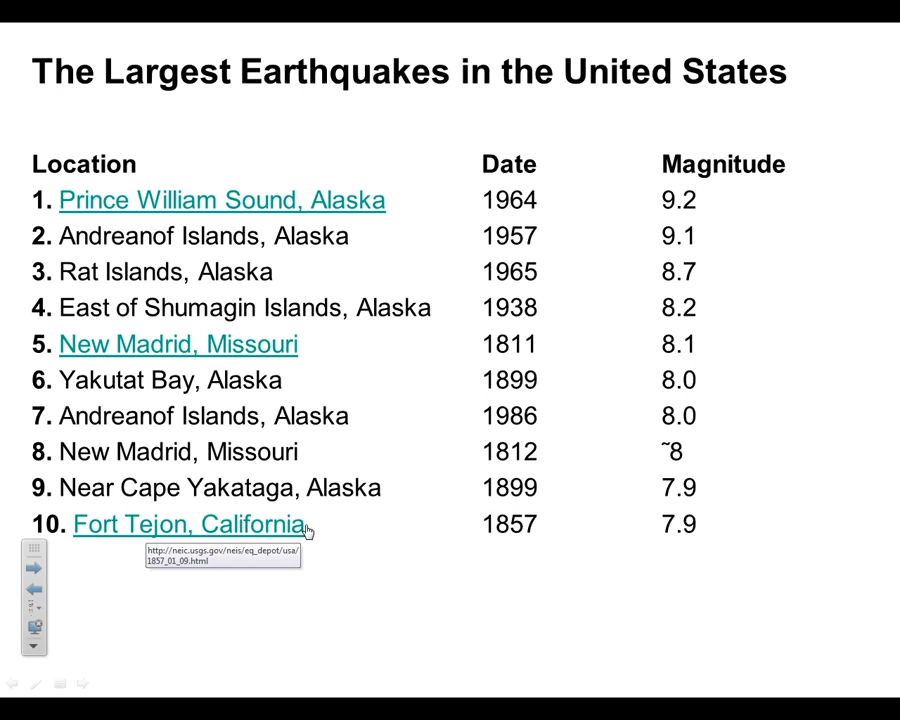 The Largest Earthquakes in the United States
Location Date Magnitude
1. Prince William Sound, Alaska 1964 9.2
2. Andreanof Islands, Alaska 1957 9.1
3. Rat Islands, Alaska 1965 8.7
4. East of Shumagin Islands, Alaska 1938 8.2
5. New Madrid, Missouri 1811 8.1
6. Yakutat Bay, Alaska 1899 8.0
7. Andreanof Islands, Alaska 1986 8.0
8. New Madrid, Missouri 1812 ˜8
9. Near Cape Yakataga, Alaska 1899 7.9
10. Fort Tejon, California 1857 7.9
http://neic.usgs.gov/neis/eq_depot/usa/
1857_01_09.html